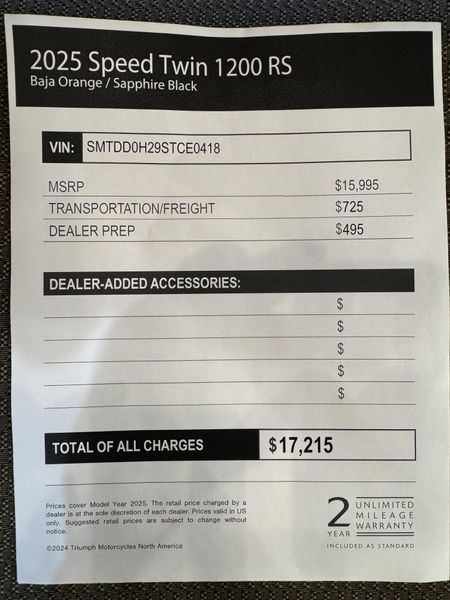 2025 Speed Twin 1200 RS
Baja Orange / Sapphire Black
VIN: SMTDD0H29STCE0418
MSRP $15,995
TRANSPORTATION/FREIGHT $725
DEALER PREP $495
DEALER-ADDED ACCESSORIES:
$
$
$
$
$
TOTAL OF ALL CHARGES $17,215
Prices cover Model Year 2025. The retail price charged by a
dealer is at the sole discretion of each dealer. Prices valid in US
only. Suggested retail prices are subject to change without
notice.
©2024 Triumph Motorcycles North America
2 YEAR
UNLIMITED
MILEAGE
WARRANTY
INCLUDED AS STANDARD